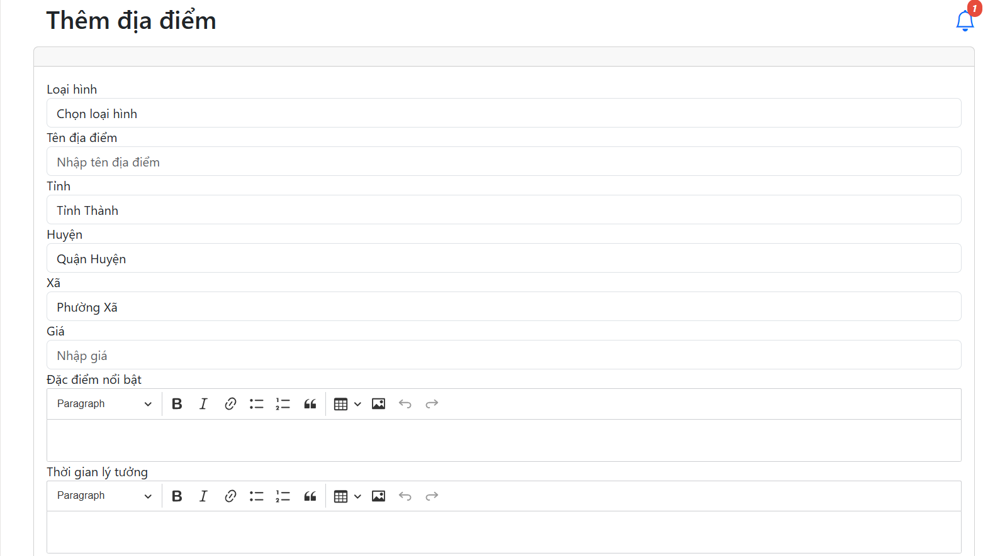 Thêm địa điểm
1
Loại hình
Chọn loại hình
Tên địa điểm
Nhập tên địa điểm
Tỉnh
Tỉnh Thành
Huyện
Quận Huyện
Xã
Phường Xã
Giá
Nhập giá
Đặc điểm nổi bật
Paragraph
Thời gian lý tưởng
Paragraph